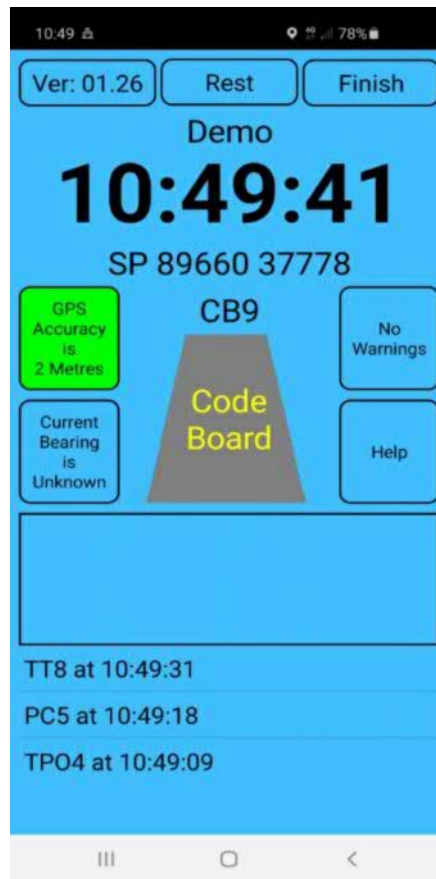 10:49 78%
Ver: 01.26 Rest Finish
Demo
10:49:41
SP 89660 37778
GPS
Accuracy
is
2 Metres
CB9
No
Warnings
Code
Board
Current
Bearing
is
Unknown
Help
TT8 at 10:49:31
PC5 at 10:49:18
TPO4 at 10:49:09